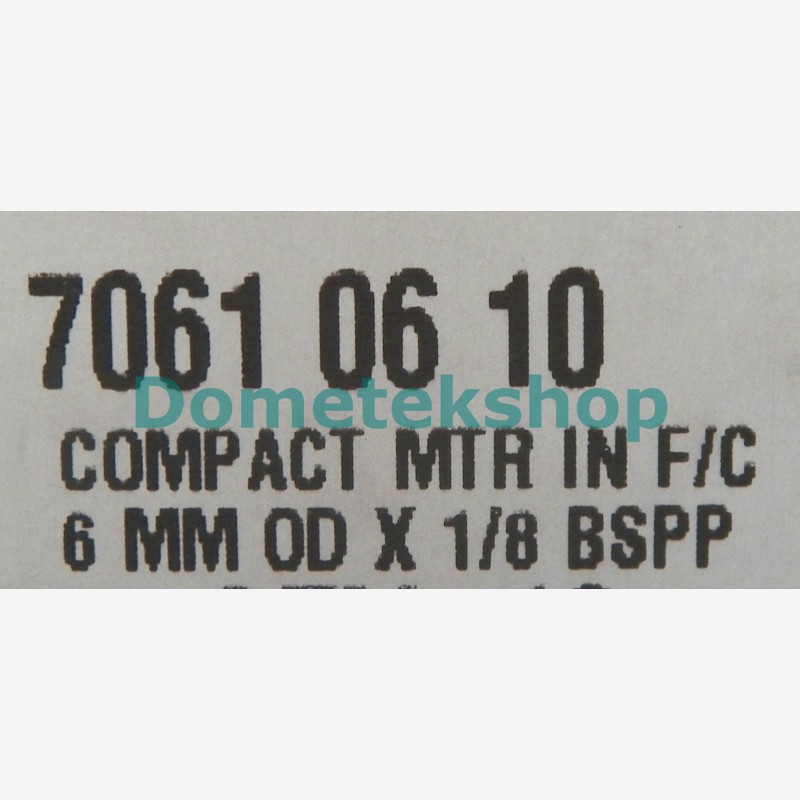 7061 06 10
Dometekshop
COMPACT MTR IN F/C
6 MM OD X 1/8 BSPP